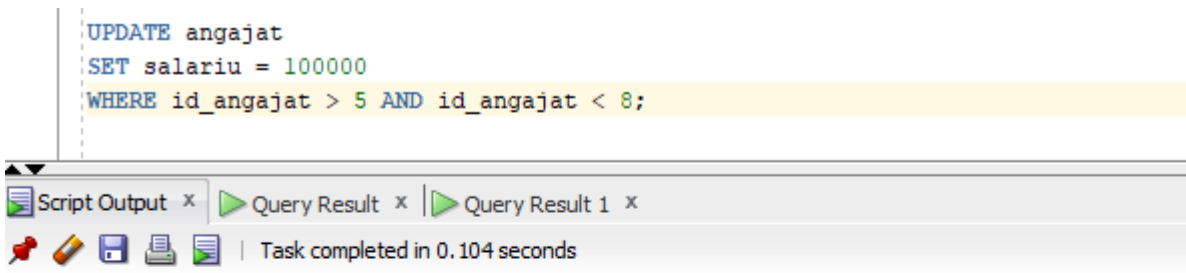 UPDATE angajat
SET salariu = 100000
WHERE id_angajat > 5 AND id_angajat < 8;
Script Output x Query Result x Query Result 1 x
Task completed in 0.104 seconds